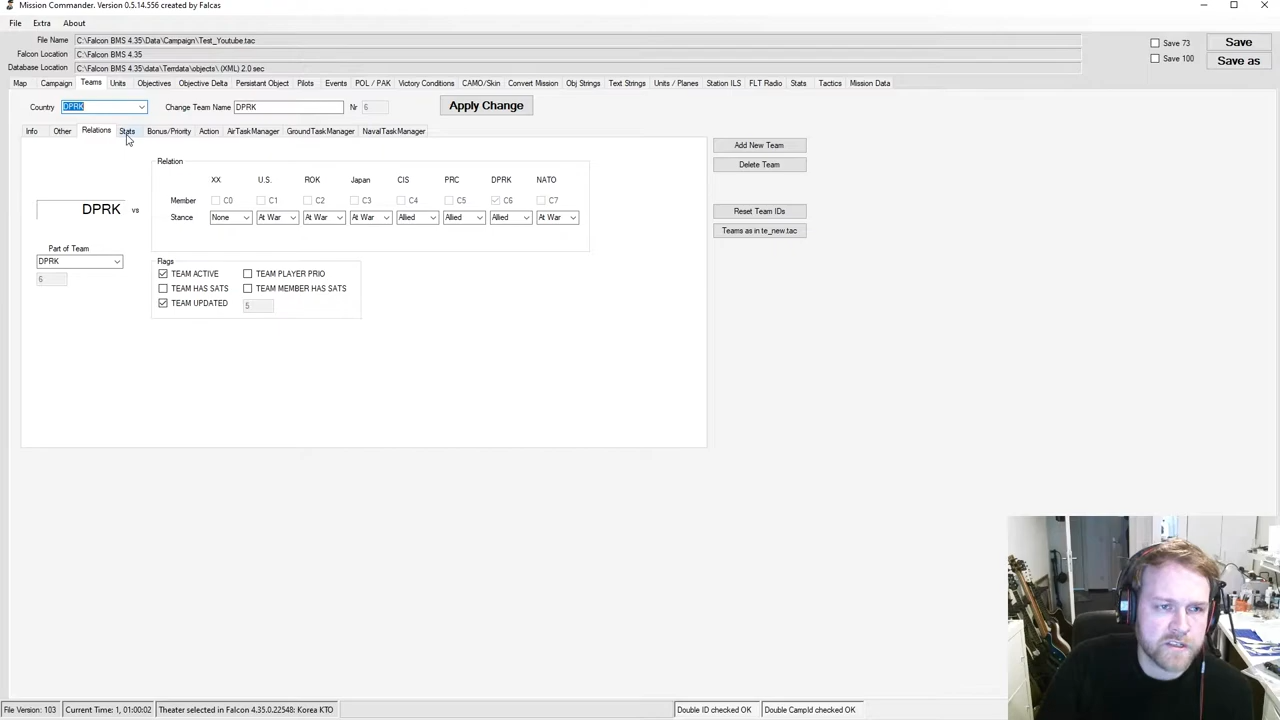 Mission Commander. Version 0.5.14.556 created by Falcas
File Extra About
File Name C:\Falcon BMS 4.35\Data\Campaign\Test_Youtube.tac
Falcon Location C:\Falcon BMS 4.35
Database Location C:\Falcon BMS 4.35\data\Terrdata\objects\ (XML) 2.0 sec
Save 73 Save
Save 100 Save as
Map Campaign Teams Units Objectives Objective Delta Persistant Object Pilots Events POL / PAK Victory Conditions CAMO/Skin Convert Mission Obj Strings Text Strings Units / Planes Station ILS FLT Radio Stats Tactics Mission Data
Country DPRK Change Team Name DPRK Nr 6 Apply Change
Info Other Relations Stats Bonus/Priority Action AirTaskManager GroundTaskManager NavalTaskManager
Add New Team
Delete Team
Reset Team IDs
Teams as in te_new.tac
Relation
XX U.S. ROK Japan CIS PRC DPRK NATO
Member C0 C1 C2 C3 C4 C5 C6 C7
DPRK vs
Stance None At War At War At War Allied Allied Allied At War
Part of Team
DPRK
6
Flags
TEAM ACTIVE TEAM PLAYER PRIO
TEAM HAS SATS TEAM MEMBER HAS SATS
TEAM UPDATED 5
File Version: 103 Current Time: 1, 01:00:02 Theater selected in Falcon 4.35.0.22548: Korea KTO Double ID checked OK Double CampId checked OK